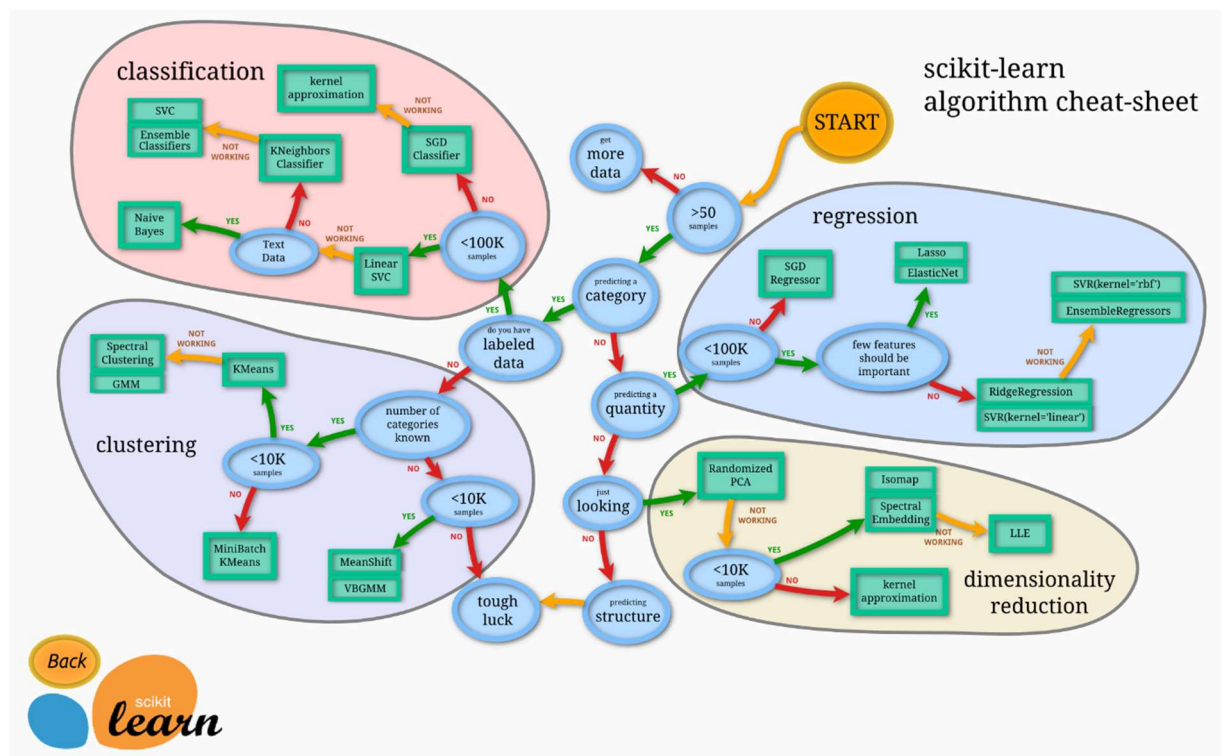 scikit-learn
algorithm cheat-sheet
START
get
more
data
NO
>50
samples
YES
predicting a
category
YES
NO
do you have
labeled
data
YES
NO
predicting a
quantity
YES
NO
just
looking
YES
NO
predicting
structure
tough
luck
classification
kernel
approximation
NOT
WORKING
SGD
Classifier
NO
<100K
samples
YES
Linear
SVC
NOT
WORKING
Text
Data
YES
Naive
Bayes
NO
KNeighbors
Classifier
NOT
WORKING
SVC
Ensemble
Classifiers
clustering
number of
categories
known
YES
NO
<10K
samples
YES
KMeans
NOT
WORKING
Spectral
Clustering
GMM
NO
MiniBatch
KMeans
<10K
samples
YES
MeanShift
VBGMM
NO
regression
<100K
samples
NO
SGD
Regressor
YES
few features
should be
important
YES
Lasso
ElasticNet
NO
RidgeRegression
SVR(kernel='linear')
NOT
WORKING
SVR(kernel='rbf')
EnsembleRegressors
dimensionality
reduction
Randomized
PCA
NOT
WORKING
<10K
samples
YES
Isomap
Spectral
Embedding
NOT
WORKING
LLE
NO
kernel
approximation
Back
scikit
learn